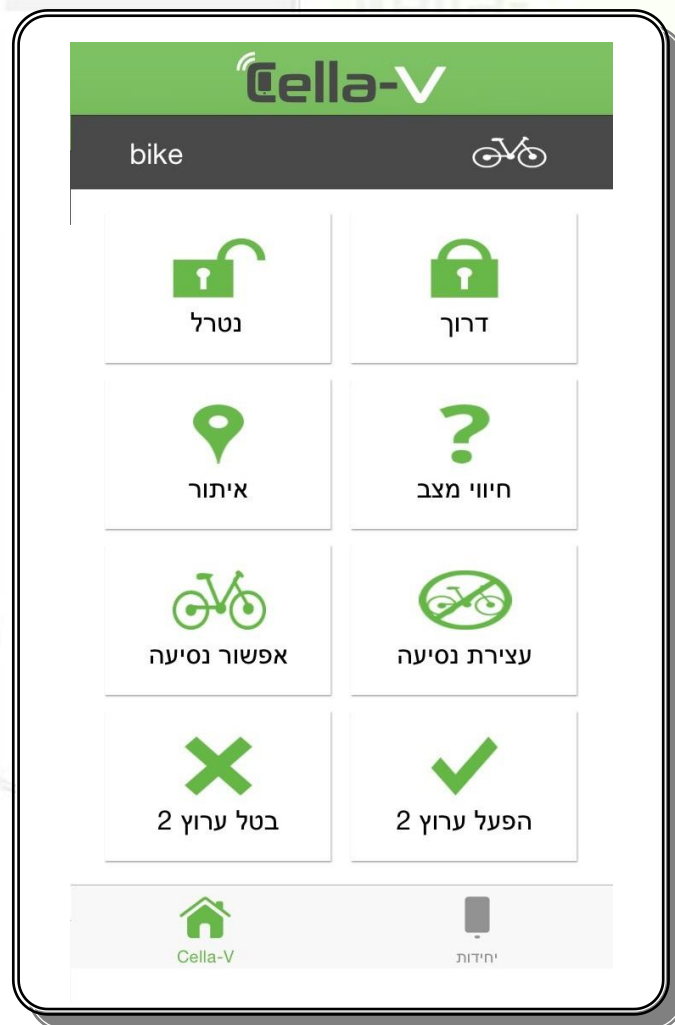 Cella-V
bike
דרוך
נטרל
חיווי מצב
איתור
עצירת נסיעה
אפשור נסיעה
הפעל ערוץ 2
בטל ערוץ 2
יחידות
Cella-V